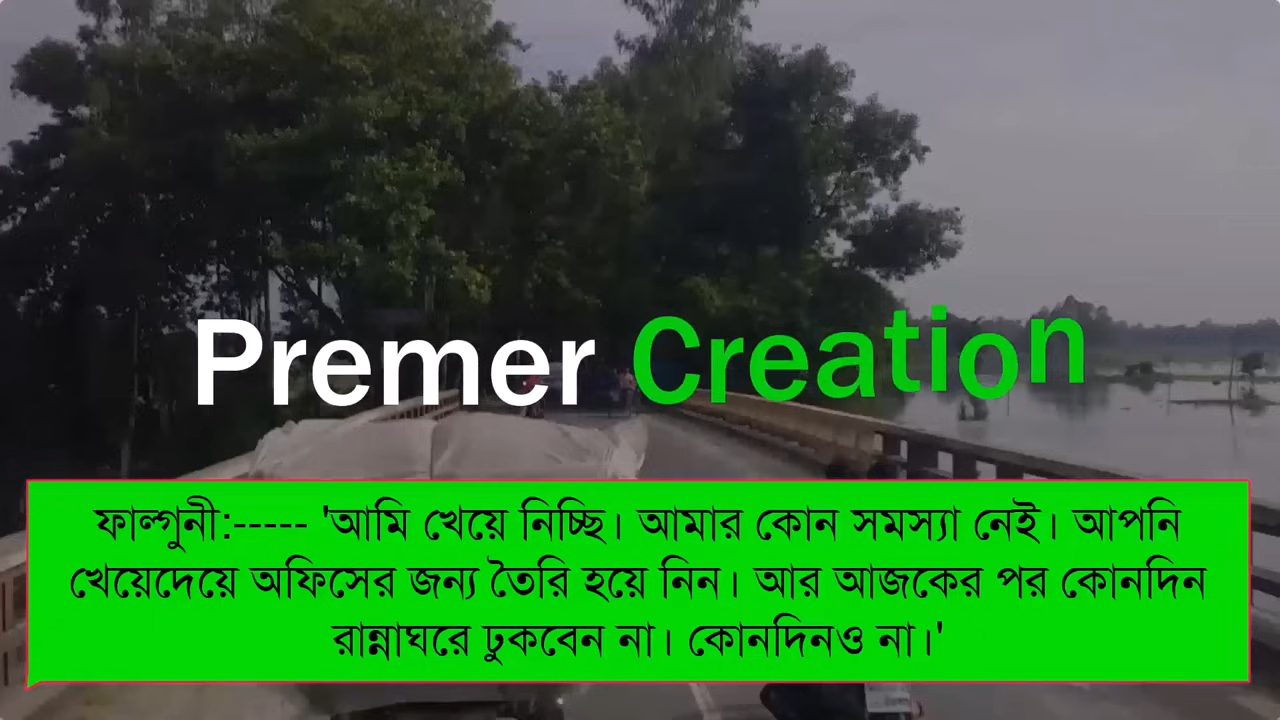 Premer Creation
ফাল্গুনী:----- 'আমি খেয়ে নিচ্ছি। আমার কোন সমস্যা নেই। আপনি
খেয়েদেয়ে অফিসের জন্য তৈরি হয়ে নিন। আর আজকের পর কোনদিন
রান্নাঘরে ঢুকবেন না। কোনদিনও না।'